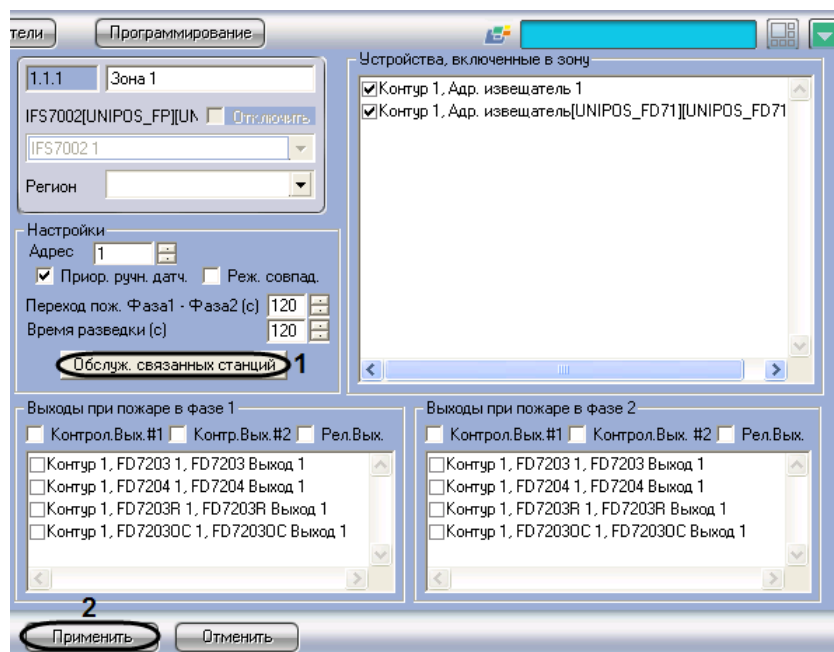 тели Программирование
1.1.1 Зона 1
IFS7002[UNIPOS_FP][UN Отключить
IFS7002 1
Регион
Устройства, включенные в зону
Контур 1, Адр. извещатель 1
Контур 1, Адр. извещатель[UNIPOS_FD71][UNIPOS_FD71
Настройки
Адрес 1
Приор. ручн. датч. Реж. совпад.
Переход пож. Фаза1 - Фаза2 (с) 120
Время разведки (с) 120
Обслуж. связанных станций 1
Выходы при пожаре в фазе 1
Контрол.Вых.#1 Контр.Вых.#2 Рел.Вых.
Контур 1, FD7203 1, FD7203 Выход 1
Контур 1, FD7204 1, FD7204 Выход 1
Контур 1, FD7203R 1, FD7203R Выход 1
Контур 1, FD7203OC 1, FD7203OC Выход 1
Выходы при пожаре в фазе 2
Контрол.Вых.#1 Контрол.Вых. #2 Рел.Вых.
Контур 1, FD7203 1, FD7203 Выход 1
Контур 1, FD7204 1, FD7204 Выход 1
Контур 1, FD7203R 1, FD7203R Выход 1
Контур 1, FD7203OC 1, FD7203OC Выход 1
2
Применить Отменить